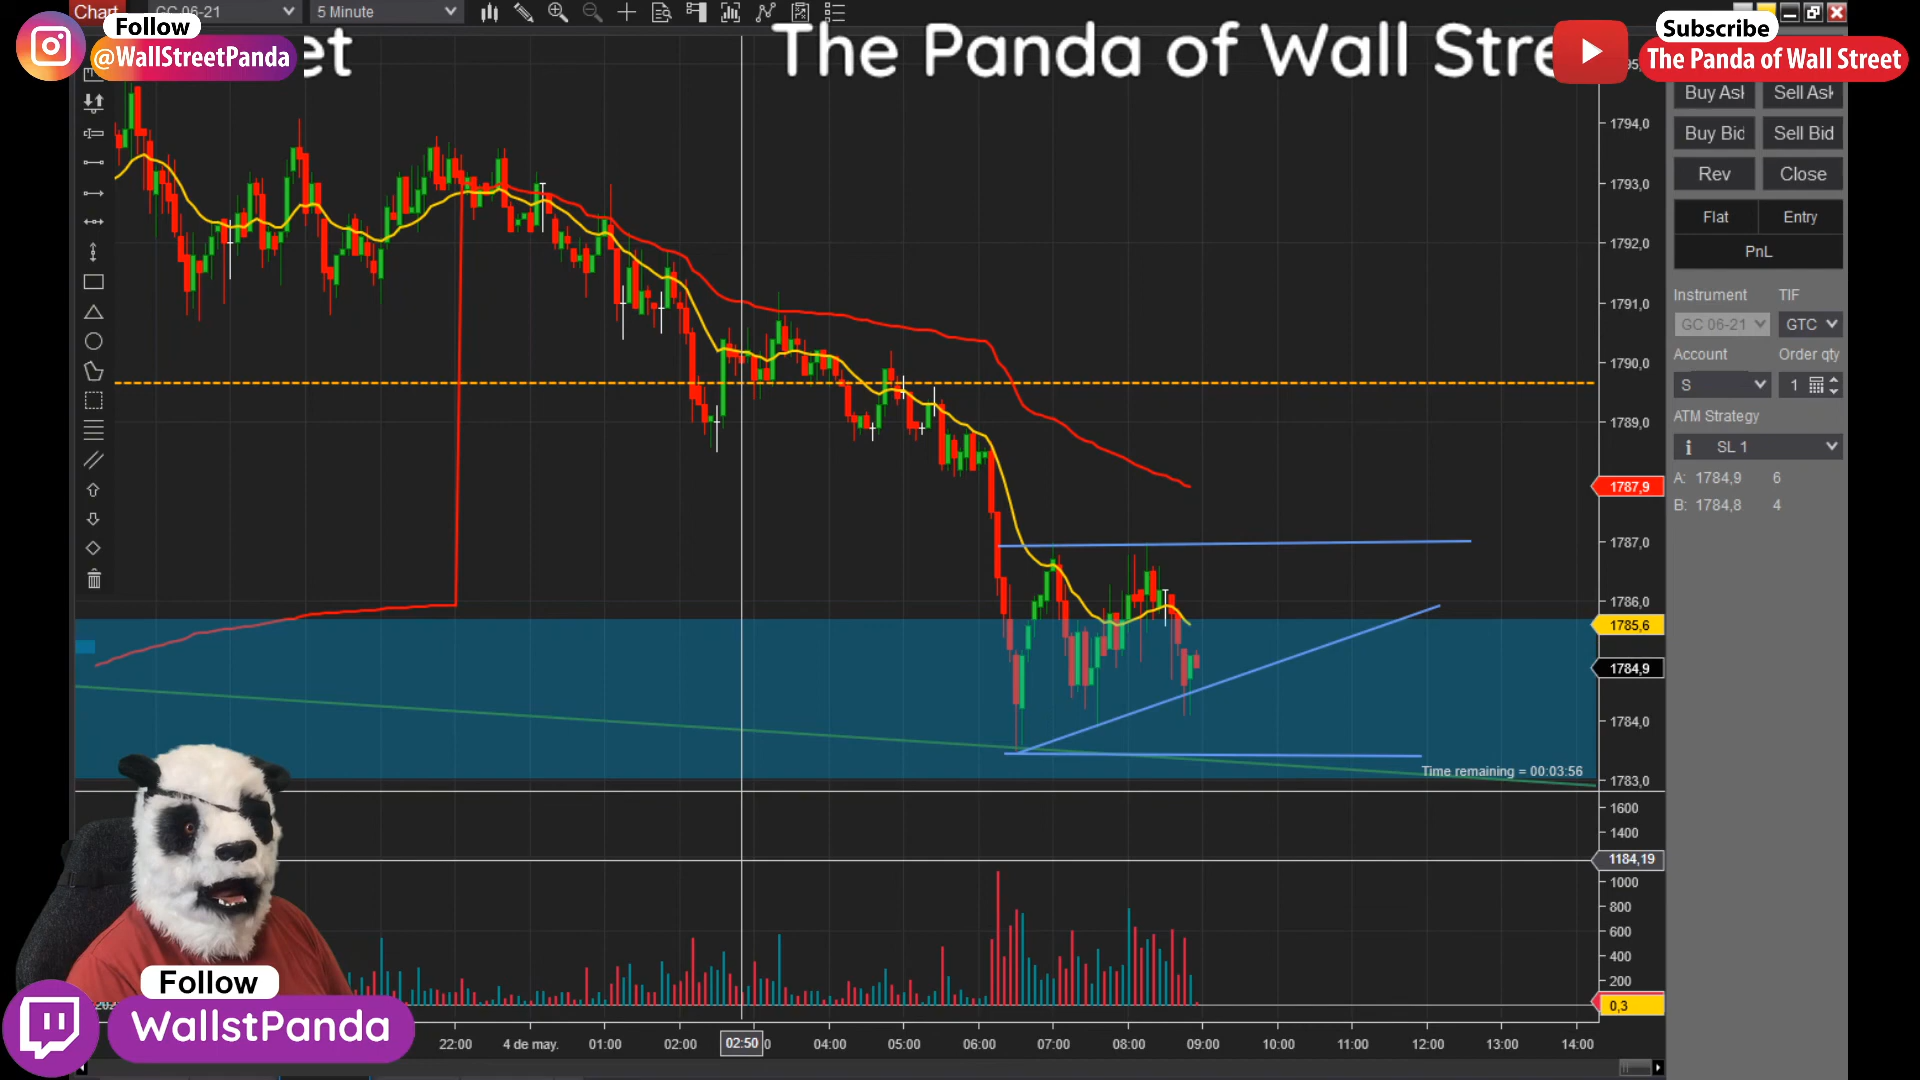 Chart
GC 06-21
5 Minute
Follow
@WallStreetPanda
et
The Panda of Wall Stre
Subscribe
The Panda of Wall Street
Buy Ask
Sell Ask
Buy Bid
Sell Bid
Rev
Close
Flat
Entry
PnL
Instrument
TIF
GC 06-21
GTC
Account
Order qty
S
1
ATM Strategy
SL 1
A: 1784,9 6
B: 1784,8 4
1794,0
1793,0
1792,0
1791,0
1790,0
1789,0
1787,9
1787,0
1786,0
1785,6
1784,9
1784,0
1783,0
Time remaining = 00:03:56
1600
1400
1184,19
1000
800
600
400
200
0,3
22:00
4 de may.
01:00
02:00
02:50
04:00
05:00
06:00
07:00
08:00
09:00
10:00
11:00
12:00
13:00
14:00
Follow
WallstPanda